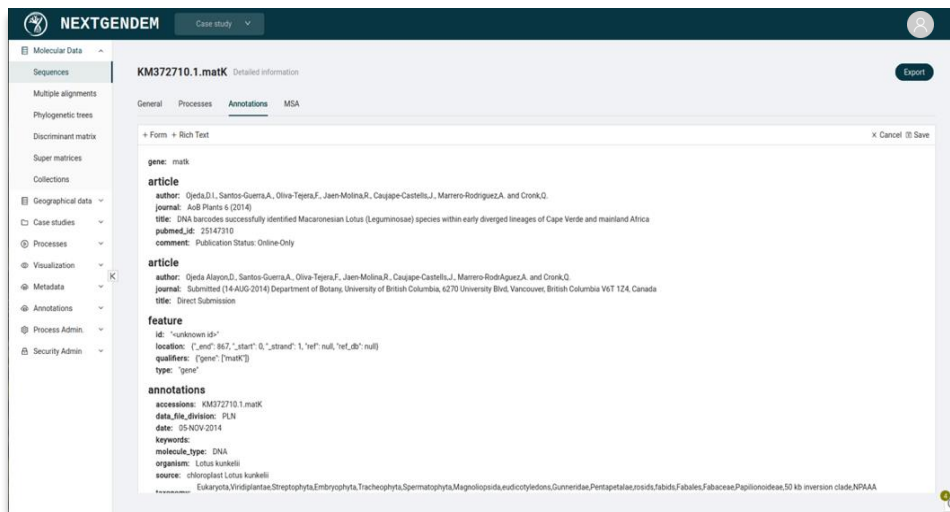 NEXTGENDEM
Case study
Molecular Data
Sequences
Multiple alignments
Phylogenetic trees
Discriminant matrix
Super matrices
Collections
Geographical data
Case studies
Processes
Visualization
Metadata
Annotations
Process Admin.
Security Admin
KM372710.1.matK Detailed information
Export
General Processes Annotations MSA
+ Form + Rich Text
× Cancel Save
gene: matk
article
author: Ojeda,D.I., Santos-Guerra,A., Oliva-Tejera,F., Jaen-Molina,R., Caujape-Castells,J., Marrero-Rodriguez,A. and Cronk,Q.
journal: AoB Plants 6 (2014)
title: DNA barcodes successfully identified Macaronesian Lotus (Leguminosae) species within early diverged lineages of Cape Verde and mainland Africa
pubmed_id: 25147310
comment: Publication Status: Online-Only
article
author: Ojeda Alayon,D., Santos-Guerra,A., Oliva-Tejera,F., Jaen-Molina,R., Caujape-Castells,J., Marrero-RodrAguez,A. and Cronk,Q.
journal: Submitted (14-AUG-2014) Department of Botany, University of British Columbia, 6270 University Blvd, Vancouver, British Columbia V6T 1Z4, Canada
title: Direct Submission
feature
id: "<unknown id>"
location: {"_end": 867, "_start": 0, "_strand": 1, "ref": null, "ref_db": null}
qualifiers: {"gene": ["matK"]}
type: "gene"
annotations
accessions: KM372710.1.matK
data_file_division: PLN
date: 05-NOV-2014
keywords:
molecule_type: DNA
organism: Lotus kunkelii
source: chloroplast Lotus kunkelii
taxonomy: Eukaryota,Viridiplantae,Streptophyta,Embryophyta,Tracheophyta,Spermatophyta,Magnoliopsida,eudicotyledons,Gunneridae,Pentapetalae,rosids,fabids,Fabales,Fabaceae,Papilionoideae,50 kb inversion clade,NPAAA
4